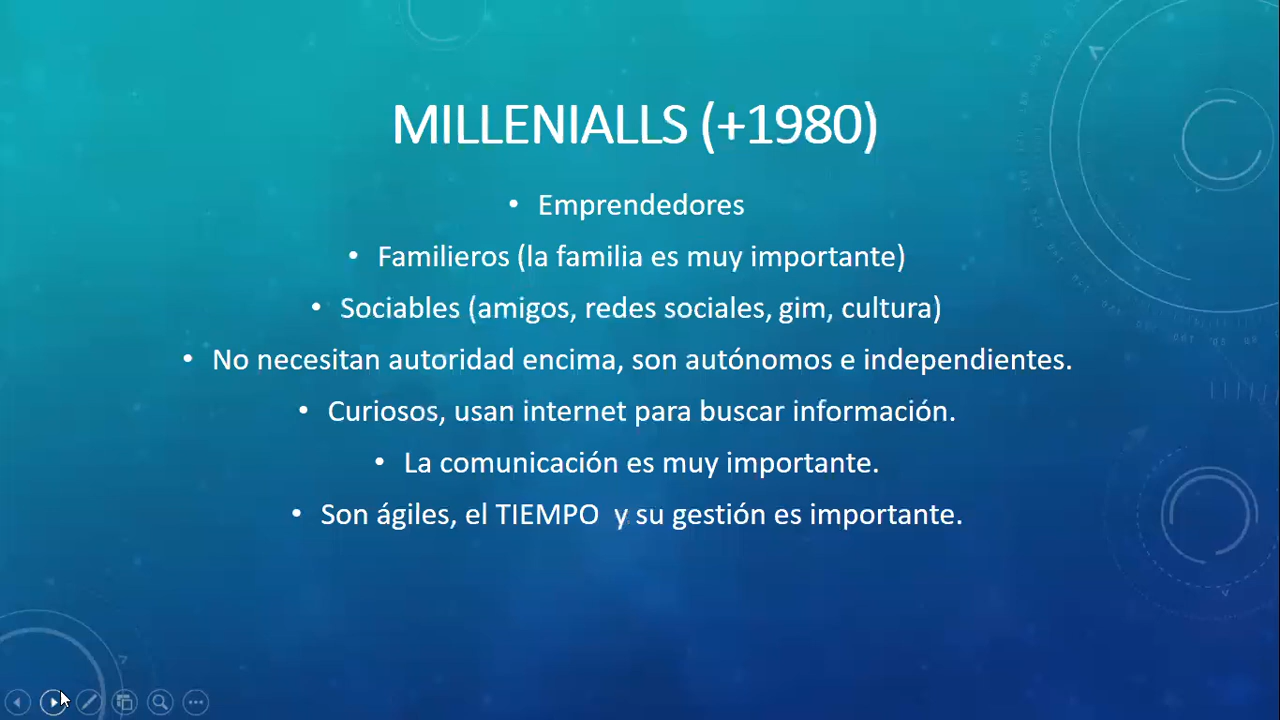 MILLENIALLS (+1980)
• Emprendedores
• Familieros (la familia es muy importante)
• Sociables (amigos, redes sociales, gim, cultura)
• No necesitan autoridad encima, son autónomos e independientes.
• Curiosos, usan internet para buscar información.
• La comunicación es muy importante.
• Son ágiles, el TIEMPO y su gestión es importante.